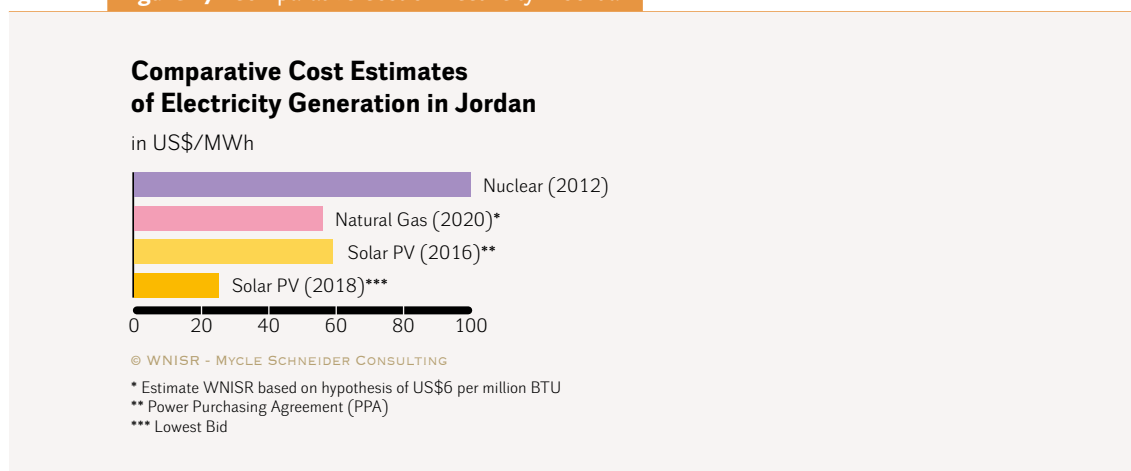 Comparative Cost Estimates
of Electricity Generation in Jordan
in US$/MWh
Nuclear (2012)
Natural Gas (2020)*
Solar PV (2016)**
Solar PV (2018)***
0 20 40 60 80 100
© WNISR - Mycle Schneider Consulting
* Estimate WNISR based on hypothesis of US$6 per million BTU
** Power Purchasing Agreement (PPA)
*** Lowest Bid